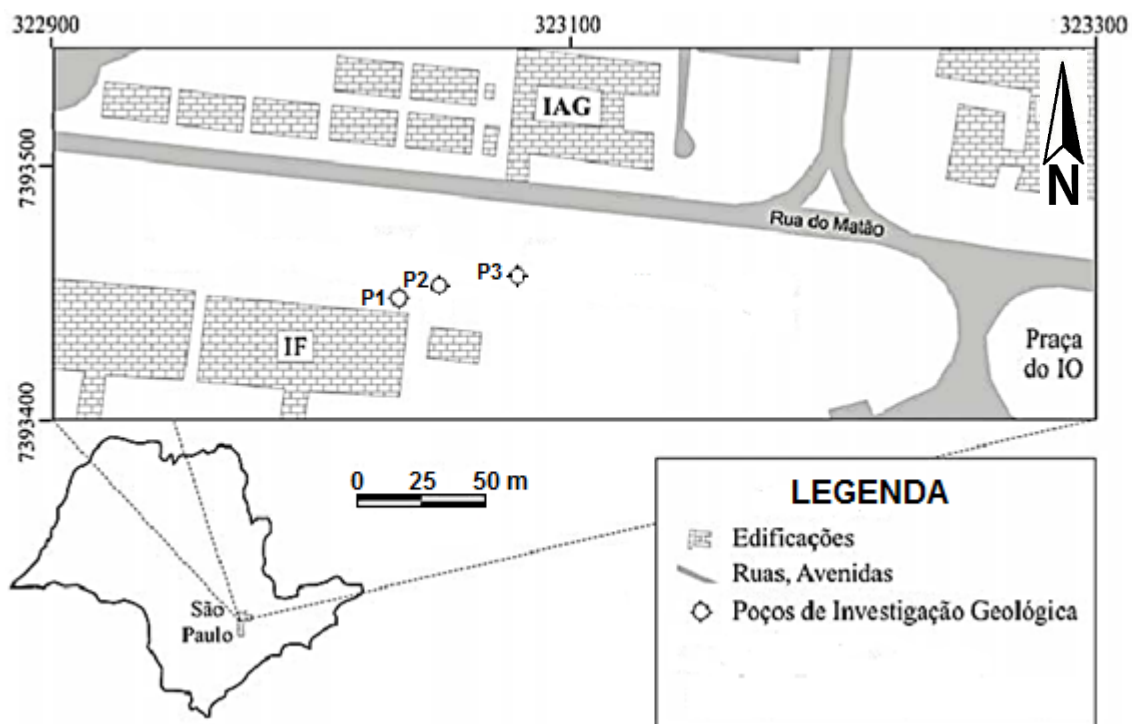 322900
323100
323300
IAG
N
7393500
Rua do Matão
P1
P2
P3
IF
Praça
do IO
7393400
0 25 50 m
São
Paulo
LEGENDA
Edificações
Ruas, Avenidas
Poços de Investigação Geológica